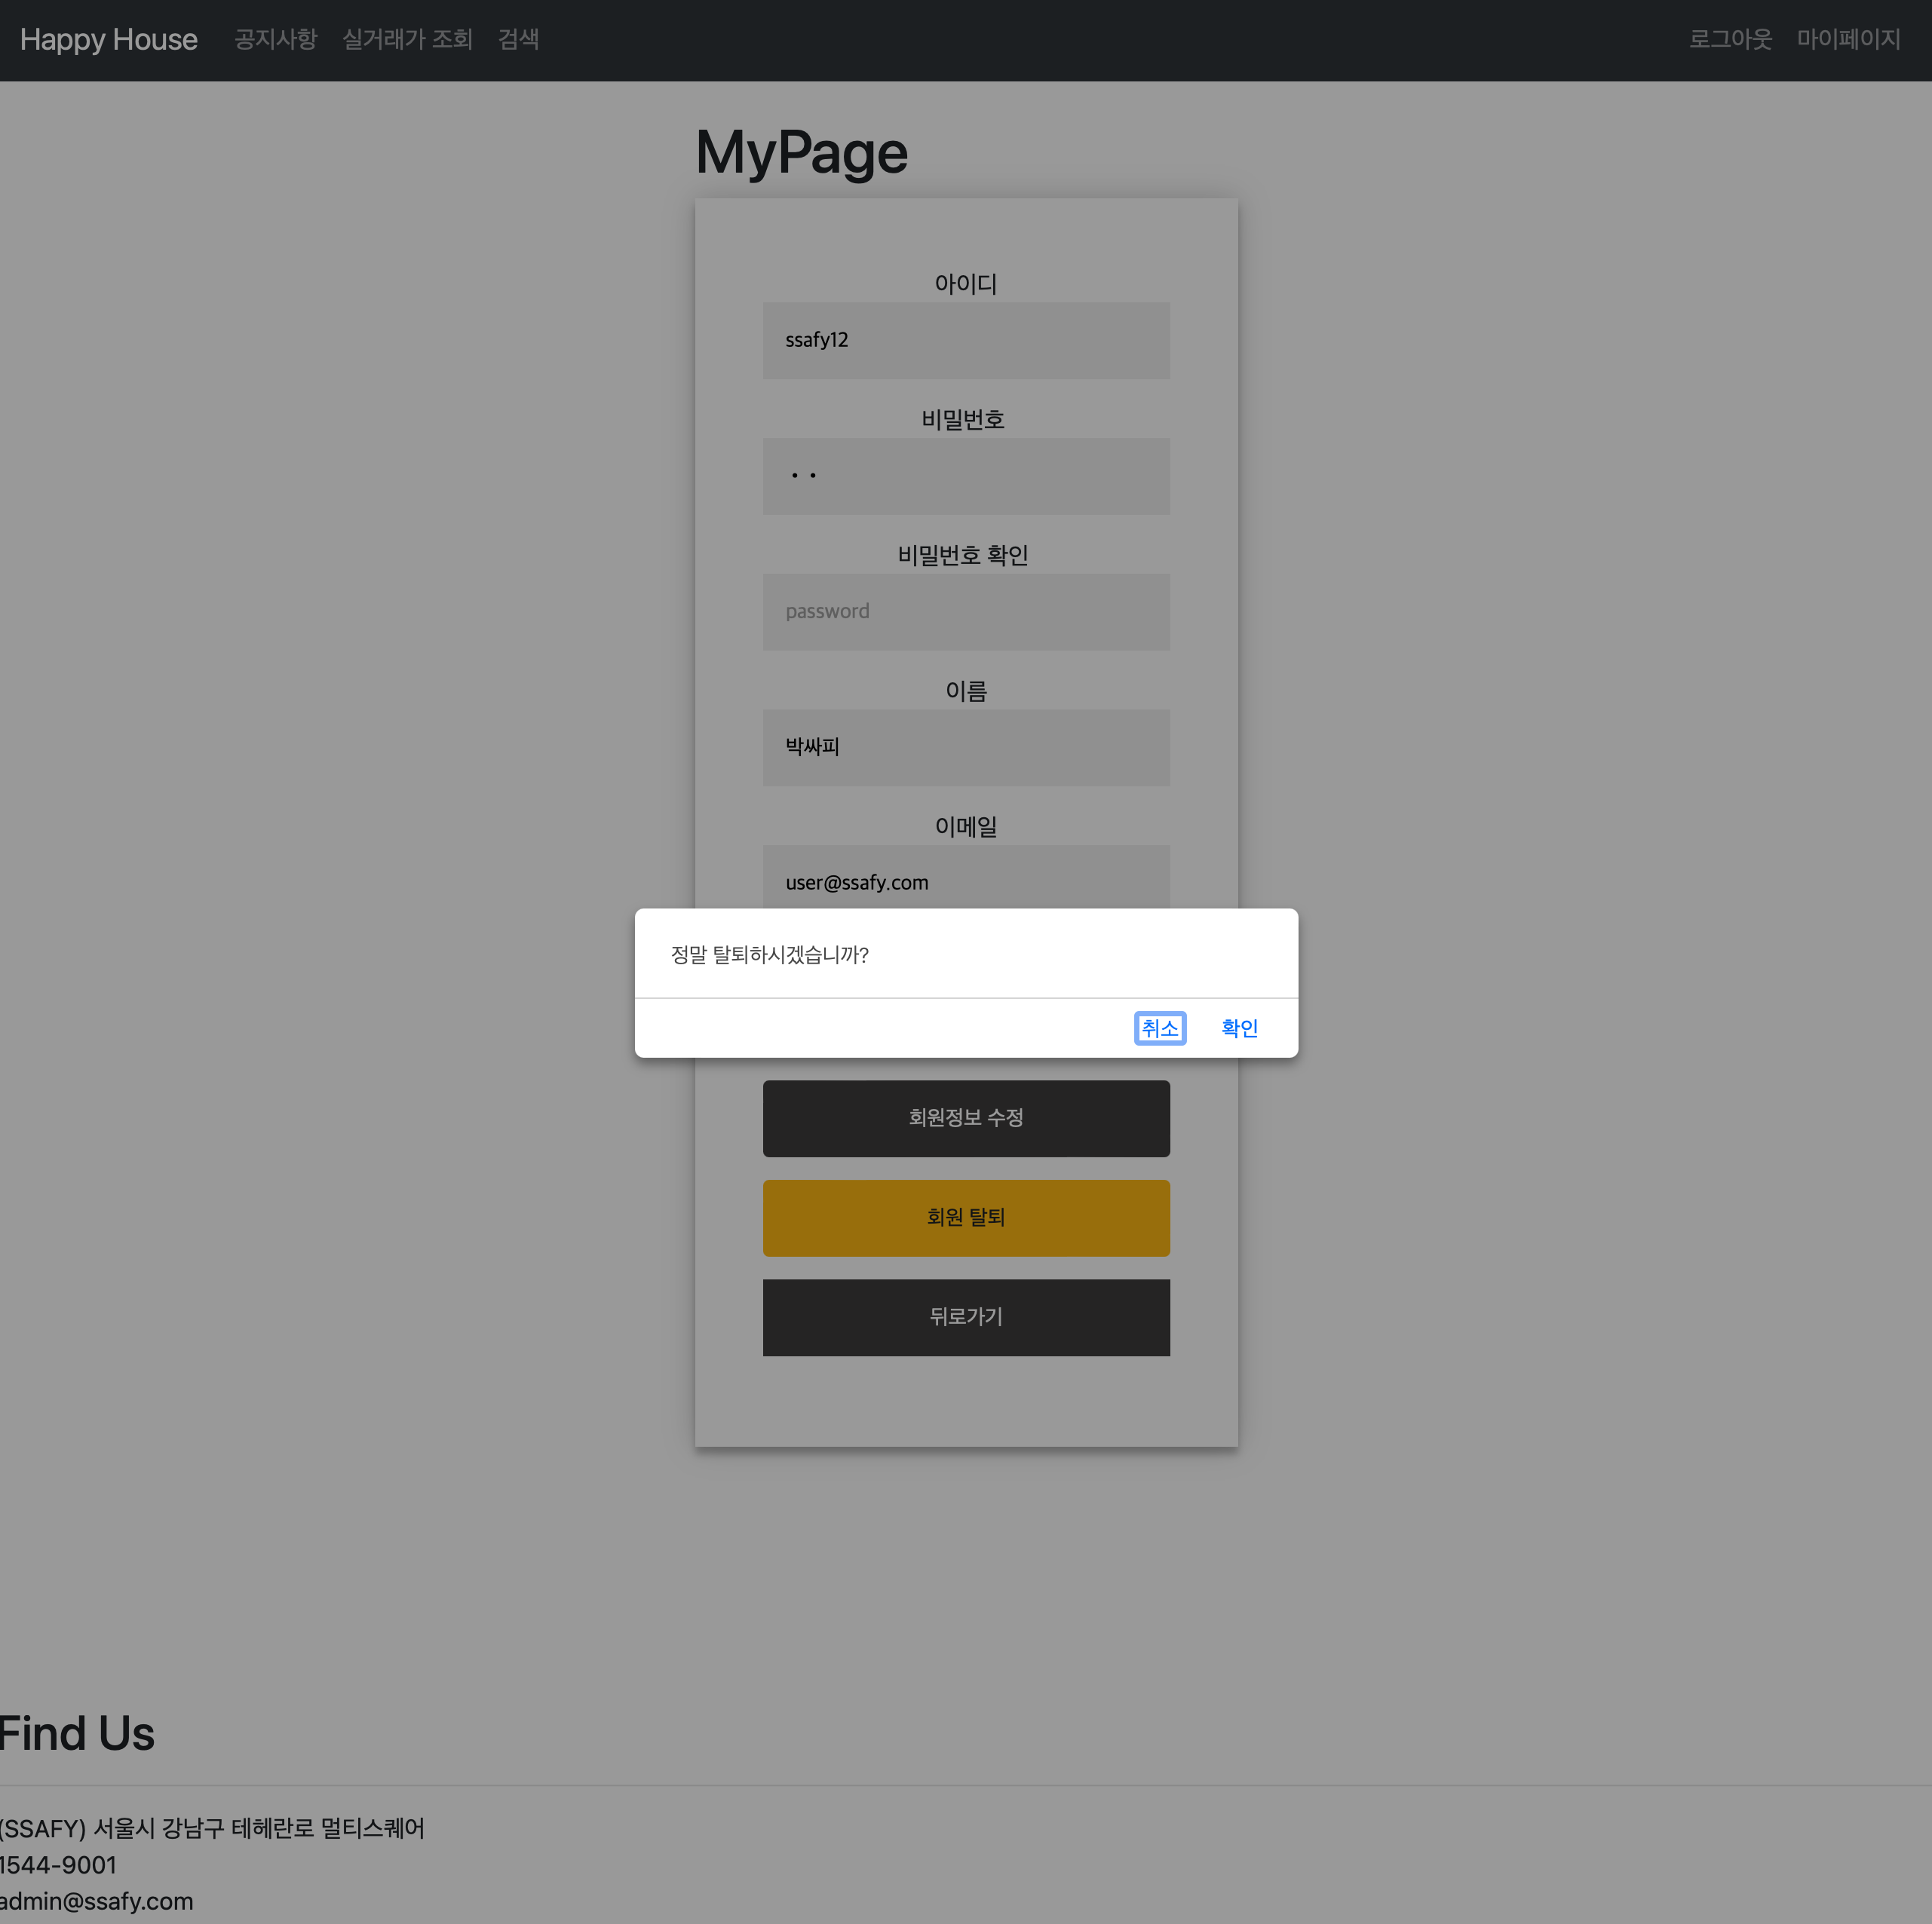 Happy House 공지사항 실거래가 조회 검색 로그아웃 마이페이지
MyPage
아이디
ssafy12
비밀번호
••
비밀번호 확인
password
이름
박싸피
이메일
user@ssafy.com
정말 탈퇴하시겠습니까?
취소 확인
회원정보 수정
회원 탈퇴
뒤로가기
Find Us
(SSAFY) 서울시 강남구 테헤란로 멀티스퀘어
1544-9001
admin@ssafy.com